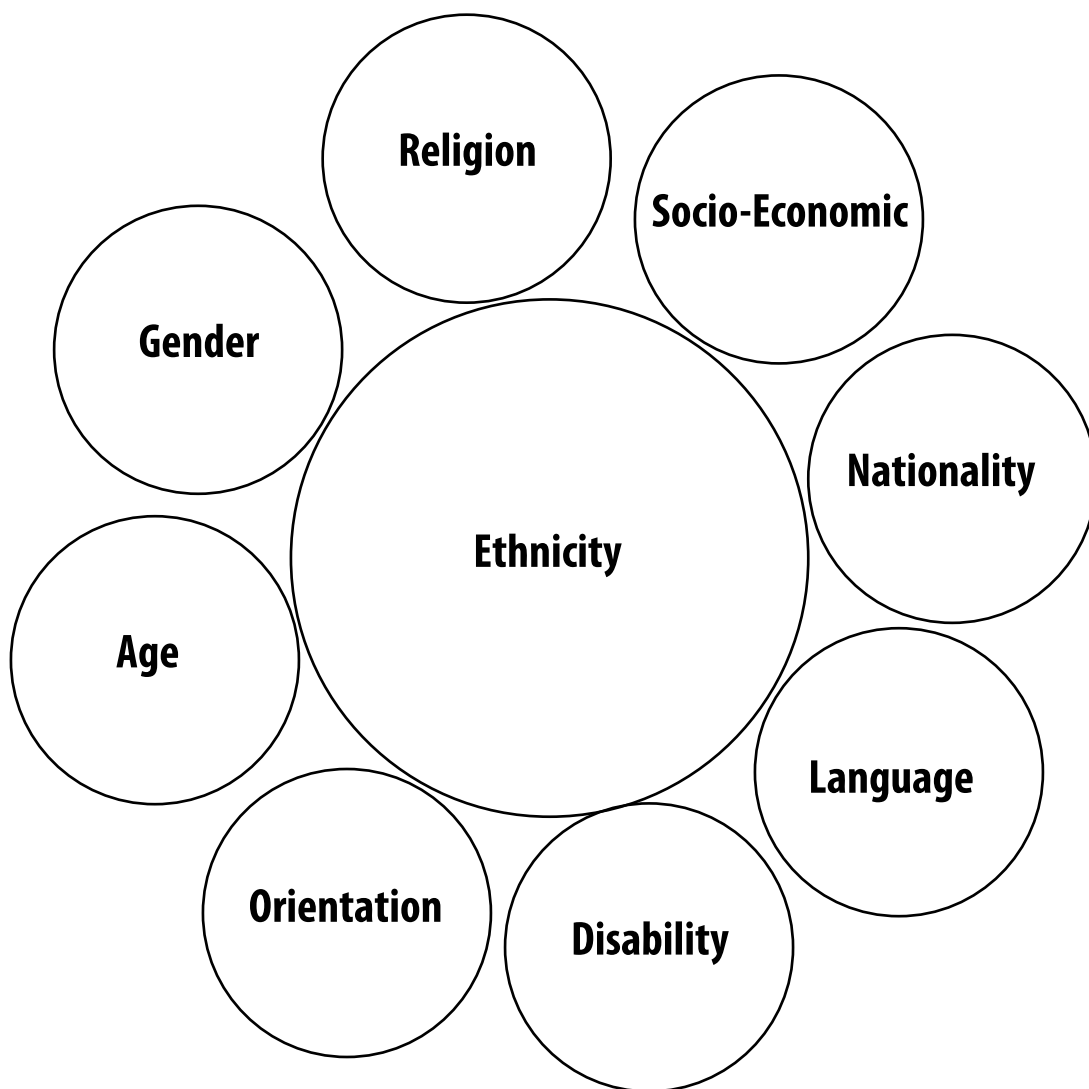 Religion
Socio-Economic
Gender
Nationality
Ethnicity
Age
Language
Orientation
Disability